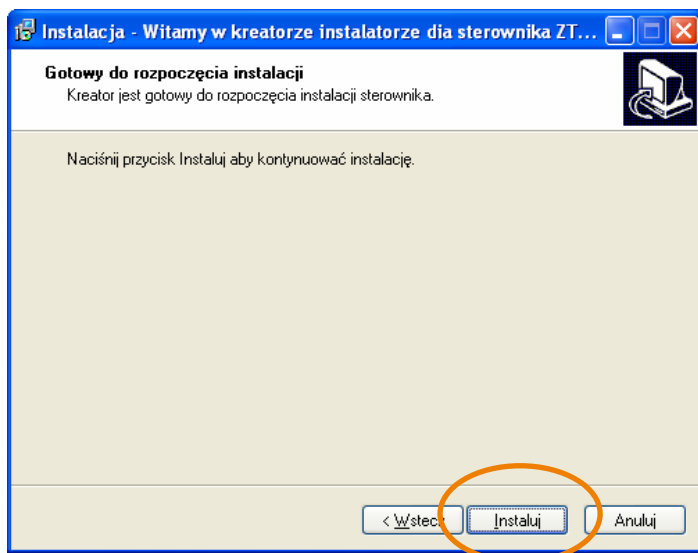 Instalacja - Witamy w kreatorze instalatorze dia sterownika ZT...
Gotowy do rozpoczęcia instalacji
Kreator jest gotowy do rozpoczęcia instalacji sterownika.
Naciśnij przycisk Instaluj aby kontynuować instalację.
< Wstecz Instaluj Anuluj